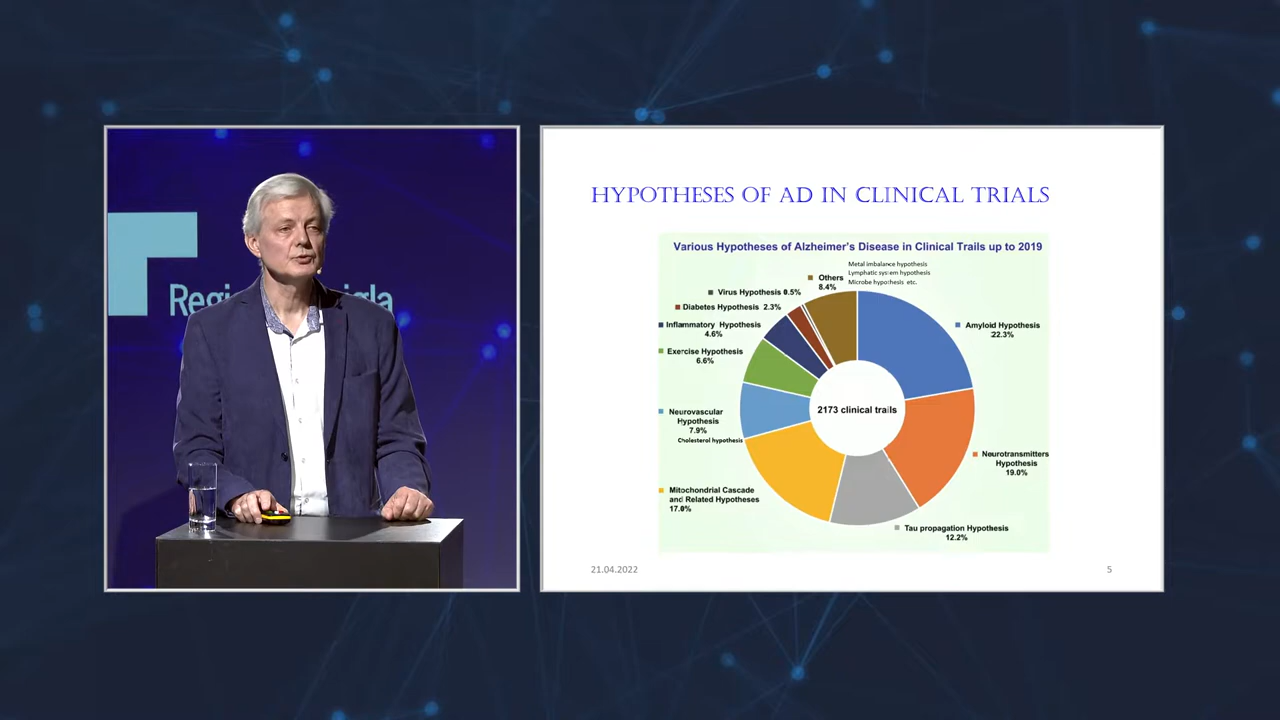 HYPOTHESES OF AD IN CLINICAL TRIALS
Various Hypotheses of Alzheimer's Disease in Clinical Trails up to 2019
Metal imbalance hypothesis
Lymphatic system hypothesis
Microbe hypothesis etc.
Others
8.4%
Virus Hypothesis 0.5%
Diabetes Hypothesis 2.3%
Inflammatory Hypothesis
4.6%
Exercise Hypothesis
6.6%
Neurovascular
Hypothesis
7.9%
Cholesterol hypothesis
Mitochondrial Cascade
and Related Hypotheses
17.0%
2173 clinical trails
Amyloid Hypothesis
22.3%
Neurotransmitters
Hypothesis
19.0%
Tau propagation Hypothesis
12.2%
21.04.2022
5